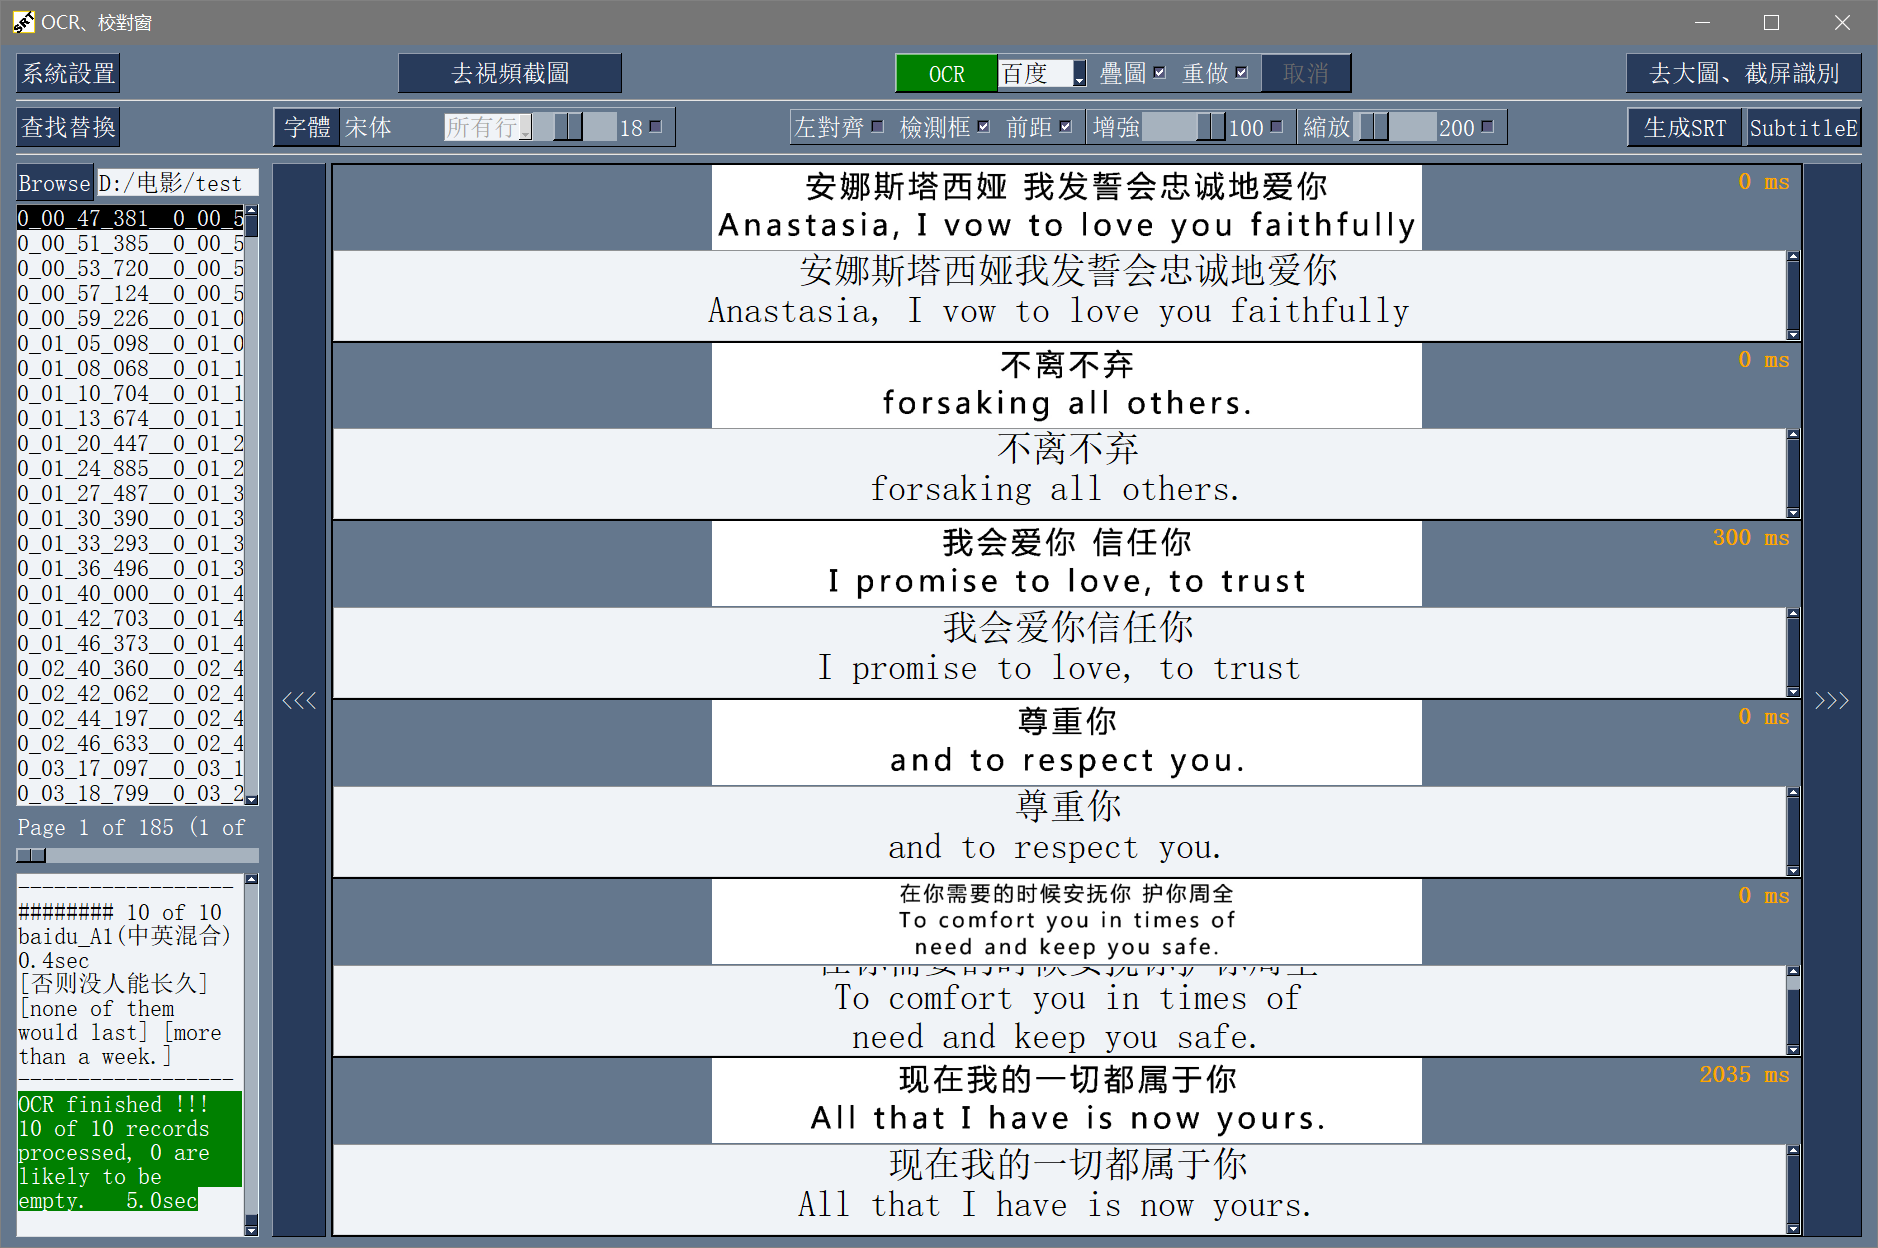 OCR、校對窗
系統設置
去視頻截圖
OCR 百度 疊圖 重做 取消
去大圖、截屏識別
查找替換
字體 宋体 所有行 18
左對齊 檢測框 前距 增強 100 縮放 200
生成SRT SubtitleE
Browse D:/电影/test
0_00_47_381__0_00_5
0_00_51_385__0_00_5
0_00_53_720__0_00_5
0_00_57_124__0_00_5
0_00_59_226__0_01_0
0_01_05_098__0_01_0
0_01_08_068__0_01_1
0_01_10_704__0_01_1
0_01_13_674__0_01_1
0_01_20_447__0_01_2
0_01_24_885__0_01_2
0_01_27_487__0_01_3
0_01_30_390__0_01_3
0_01_33_293__0_01_3
0_01_36_496__0_01_3
0_01_40_000__0_01_4
0_01_42_703__0_01_4
0_01_46_373__0_01_4
0_02_40_360__0_02_4
0_02_42_062__0_02_4
0_02_44_197__0_02_4
0_02_46_633__0_02_4
0_03_17_097__0_03_1
0_03_18_799__0_03_2
Page 1 of 185 (1 of
------------------
######## 10 of 10
baidu_A1(中英混合)
0.4sec
[否则没人能长久]
[none of them
would last] [more
than a week.]
------------------
OCR finished !!!
10 of 10 records
processed, 0 are
likely to be
empty. 5.0sec
<<<
安娜斯塔西娅 我发誓会忠诚地爱你
Anastasia, I vow to love you faithfully
0 ms
安娜斯塔西娅我发誓会忠诚地爱你
Anastasia, I vow to love you faithfully
不离不弃
forsaking all others.
0 ms
不离不弃
forsaking all others.
我会爱你 信任你
I promise to love, to trust
300 ms
我会爱你信任你
I promise to love, to trust
尊重你
and to respect you.
0 ms
尊重你
and to respect you.
在你需要的时候安抚你 护你周全
To comfort you in times of
need and keep you safe.
0 ms
在你需要的时候安抚你护你周全
To comfort you in times of
need and keep you safe.
现在我的一切都属于你
All that I have is now yours.
2035 ms
现在我的一切都属于你
All that I have is now yours.
>>>